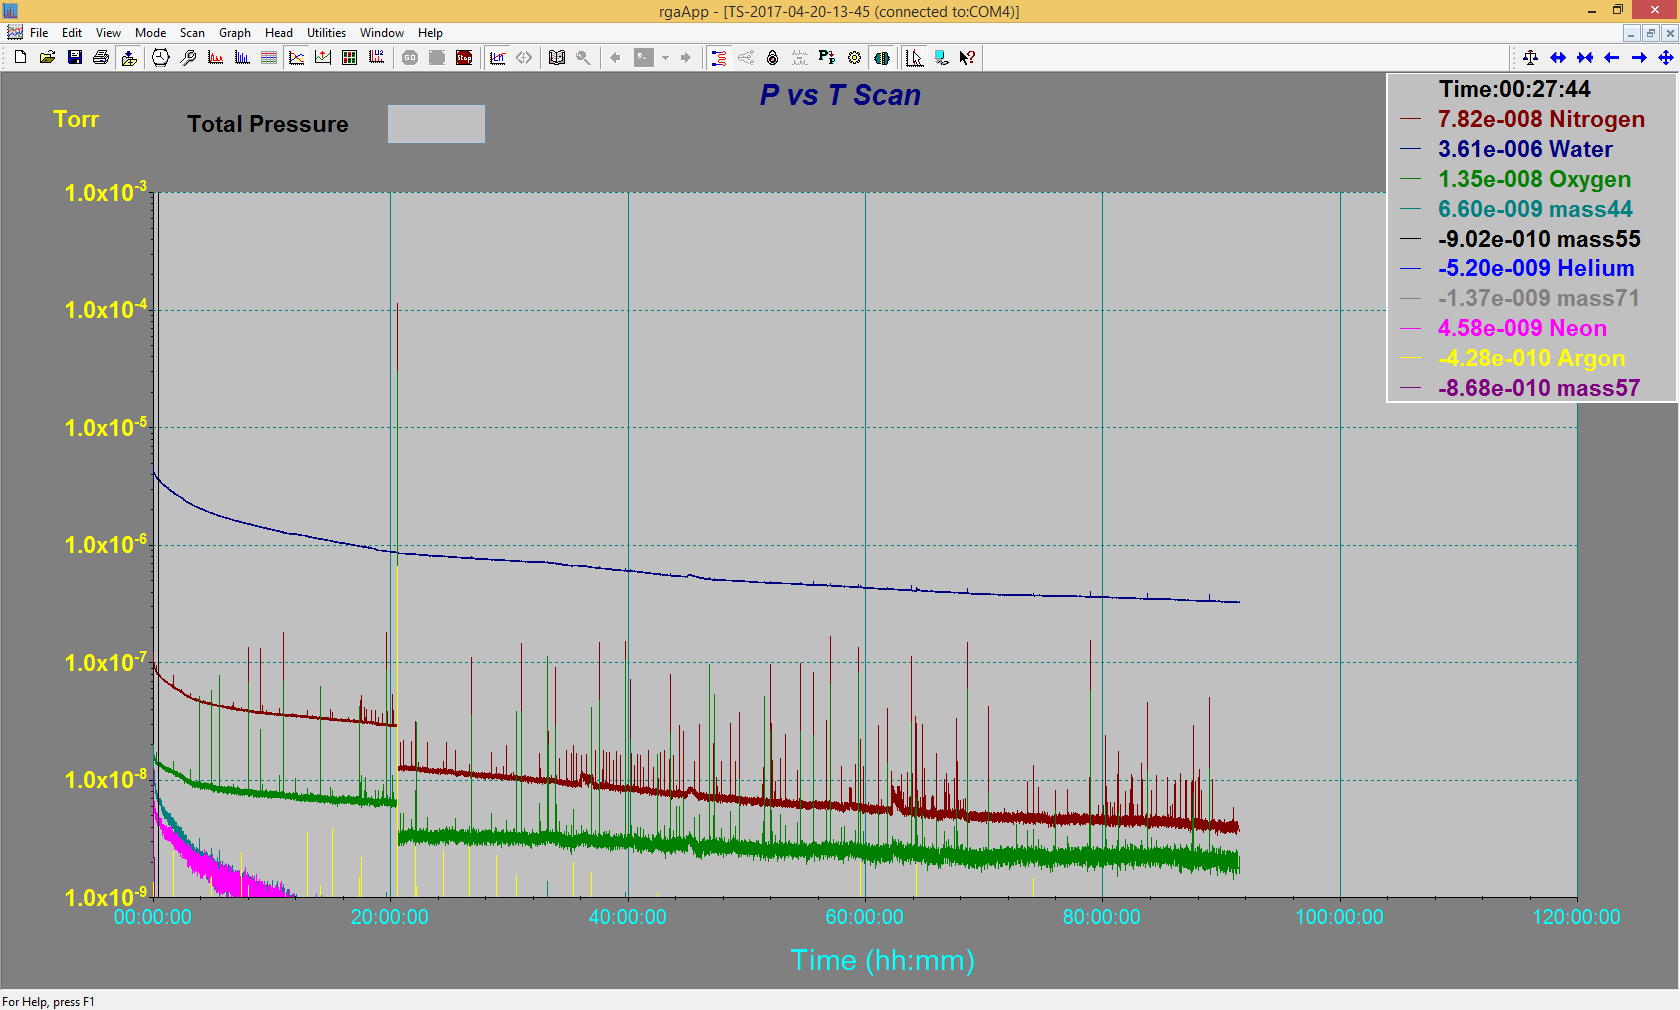 rgaApp - [TS-2017-04-20-13-45 (connected to:COM4)]
File Edit View Mode Scan Graph Head Utilities Window Help
GO Stop
P vs T Scan
Torr
Total Pressure
Time:00:27:44
7.82e-008 Nitrogen
3.61e-006 Water
1.35e-008 Oxygen
6.60e-009 mass44
-9.02e-010 mass55
-5.20e-009 Helium
-1.37e-009 mass71
4.58e-009 Neon
-4.28e-010 Argon
-8.68e-010 mass57
1.0x10-3
1.0x10-4
1.0x10-5
1.0x10-6
1.0x10-7
1.0x10-8
1.0x10-9
00:00:00 20:00:00 40:00:00 60:00:00 80:00:00 100:00:00 120:00:00
Time (hh:mm)
For Help, press F1